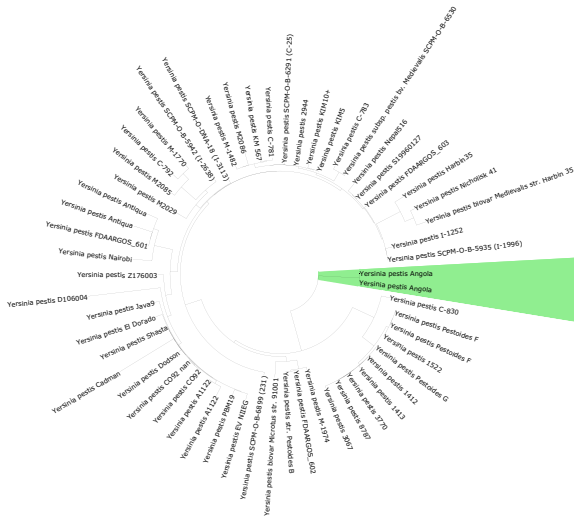 Yersinia pestis SCPM-O-B-6291 (C-25)
Yersinia pestis 2944
Yersinia pestis KIM10+
Yersinia pestis KIM5
Yersinia pestis C-783
Yersinia pestis subsp. pestis bv. Medievalis SCPM-O-B-6530
Yersinia pestis Nepal516
Yersinia pestis S19960127
Yersinia pestis FDAARGOS_603
Yersinia pestis Harbin35
Yersinia pestis Nicholisk 41
Yersinia pestis biovar Medievalis str. Harbin 35
Yersinia pestis I-1252
Yersinia pestis SCPM-O-B-5935 (I-1996)
Yersinia pestis Angola
Yersinia pestis Angola
Yersinia pestis C-830
Yersinia pestis Pestoides F
Yersinia pestis Pestoides F
Yersinia pestis 1522
Yersinia pestis Pestoides G
Yersinia pestis 1412
Yersinia pestis 1413
Yersinia pestis 3770
Yersinia pestis 8787
Yersinia pestis 3067
Yersinia pestis M-1974
Yersinia pestis FDAARGOS_602
Yersinia pestis str. Pestoides B
Yersinia pestis biovar Microtus str. 91001
Yersinia pestis SCPM-O-B-6899 (231)
Yersinia pestis EV NIIEG
Yersinia pestis PBM19
Yersinia pestis A1122
Yersinia pestis A1122
Yersinia pestis CO92
Yersinia pestis CO92_nan
Yersinia pestis Dodson
Yersinia pestis Cadman
Yersinia pestis Shasta
Yersinia pestis El Dorado
Yersinia pestis Java9
Yersinia pestis D106004
Yersinia pestis Z176003
Yersinia pestis Nairobi
Yersinia pestis FDAARGOS_601
Yersinia pestis Antiqua
Yersinia pestis Antiqua
Yersinia pestis M2029
Yersinia pestis M2085
Yersinia pestis C-792
Yersinia pestis M-1770
Yersinia pestis SCPM-O-B-5942 (I-2638)
Yersinia pestis SCPM-O-DNA-18 (I-3113)
Yersinia pestis M-1482
Yersinia pestis M2086
Yersinia pestis KM 567
Yersinia pestis C-781